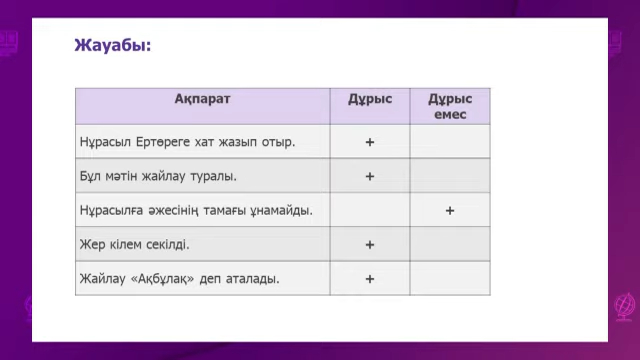 Жауабы:
Ақпарат Дұрыс Дұрыс
емес
Нұрасыл Ертөреге хат жазып отыр. +
Бұл мәтін жайлау туралы. +
Нұрасылға әжесінің тамағы ұнамайды. +
Жер кілем секілді. +
Жайлау «Ақбұлақ» деп аталады. +